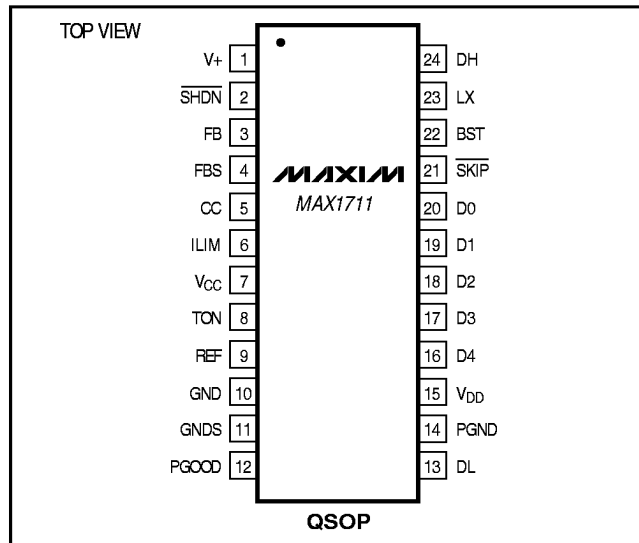 TOP VIEW
V+ 1 24 DH
SHDN 2 23 LX
FB 3 22 BST
FBS 4 21 SKIP
CC 5 20 D0
ILIM 6 19 D1
VCC 7 18 D2
TON 8 17 D3
REF 9 16 D4
GND 10 15 VDD
GNDS 11 14 PGND
PGOOD 12 13 DL
MAXIM
MAX1711
QSOP